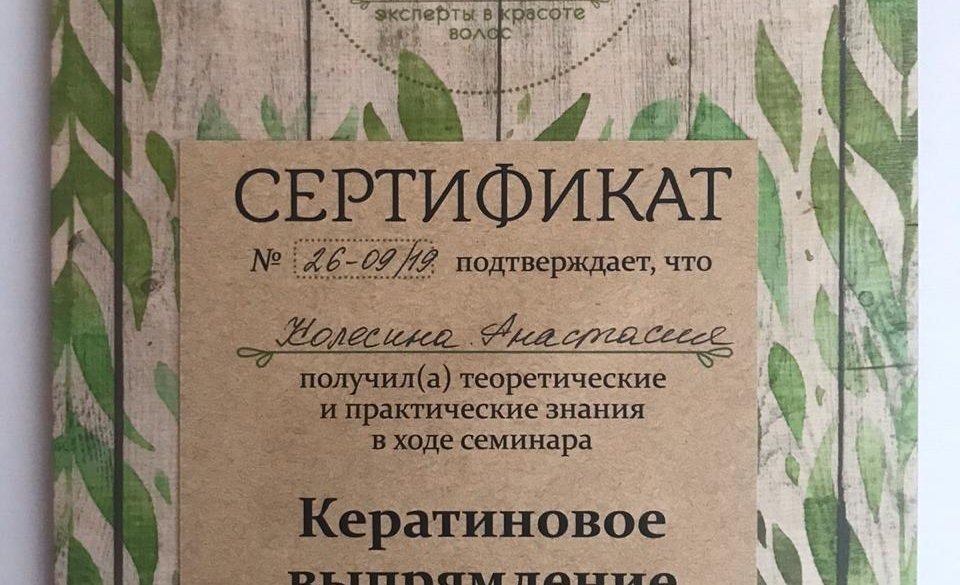 эксперты в красоте
волос
СЕРТИФИКАТ
№ 26-09/19 подтверждает, что
Колесина Анастасия
получил(а) теоретические
и практические знания
в ходе семинара
Кератиновое
выпрямление